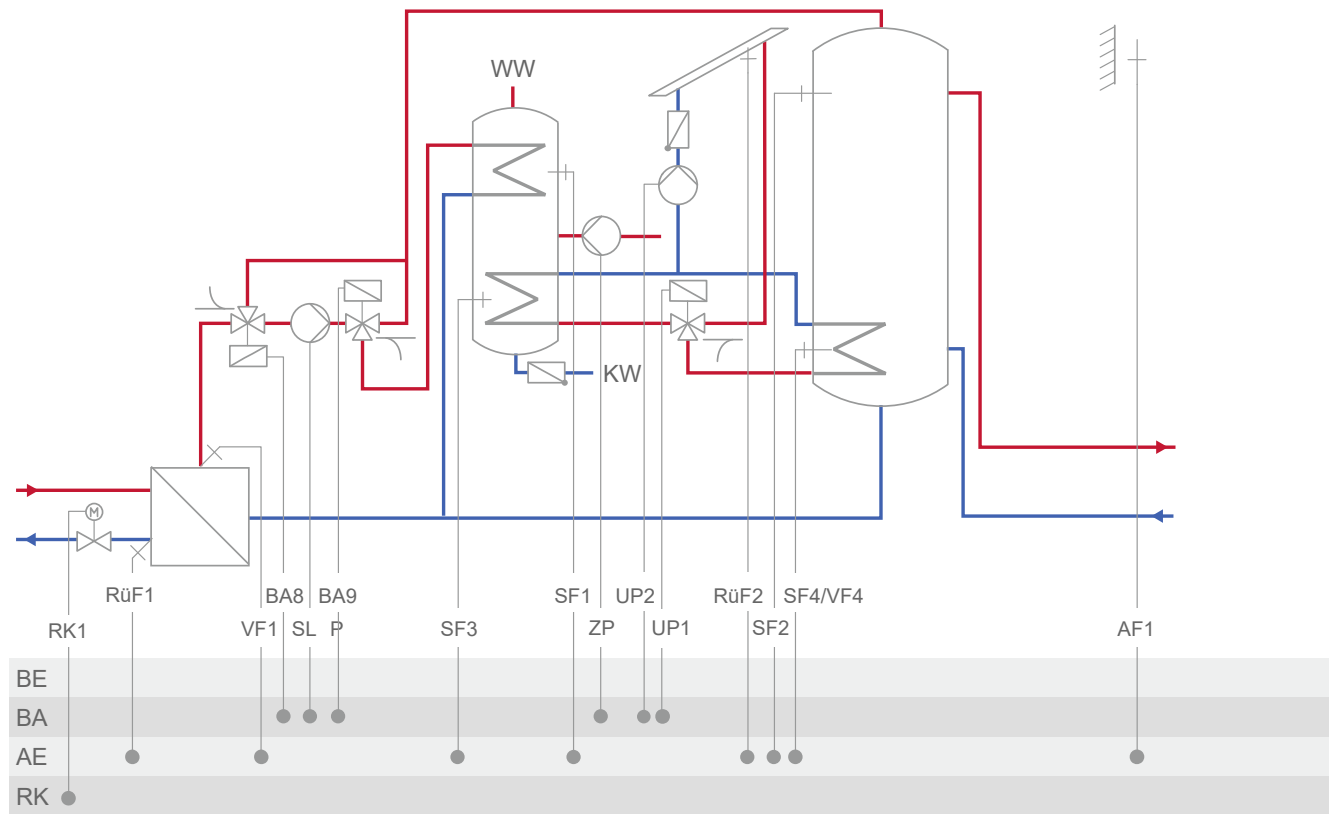 WW
KW
M
RüF1
BA8
BA9
SF1
UP2
RüF2
SF4/VF4
RK1
VF1
SL P
SF3
ZP
UP1
SF2
AF1
BE
BA
AE
RK